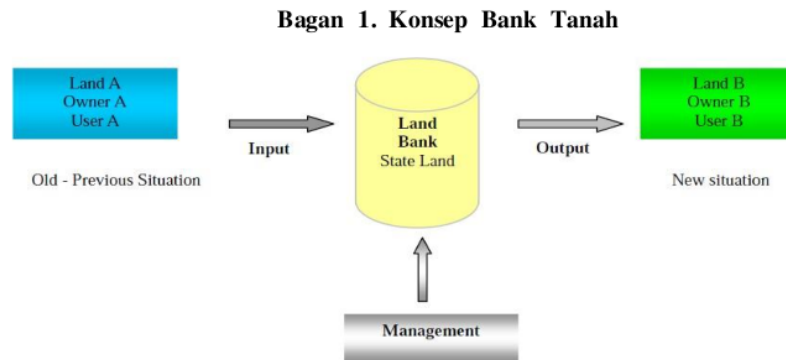 Bagan 1. Konsep Bank Tanah
Land A
Owner A
User A
Old - Previous Situation
Input
Land
Bank
State Land
Output
Land B
Owner B
User B
New situation
Management